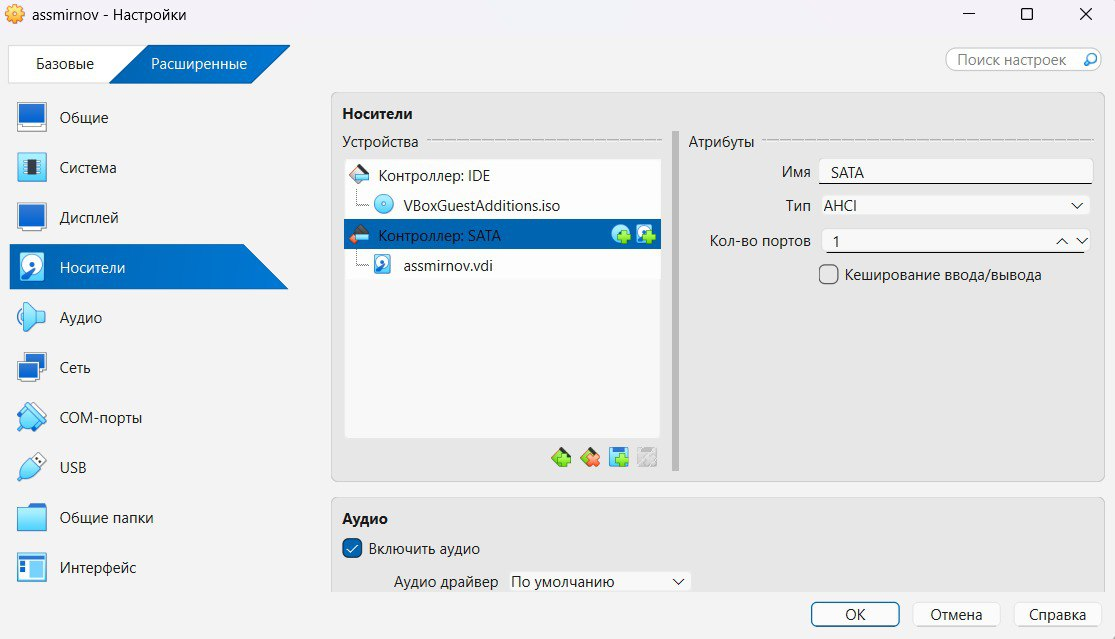 assmirnov - Настройки
Базовые
Расширенные
Поиск настроек
Общие
Система
Дисплей
Носители
Аудио
Сеть
COM-порты
USB
Общие папки
Интерфейс
Носители
Устройства
Контроллер: IDE
VBoxGuestAdditions.iso
Контроллер: SATA
assmirnov.vdi
Атрибуты
Имя SATA
Тип AHCI
Кол-во портов 1
Кеширование ввода/вывода
Аудио
Включить аудио
Аудио драйвер По умолчанию
OK Отмена Справка